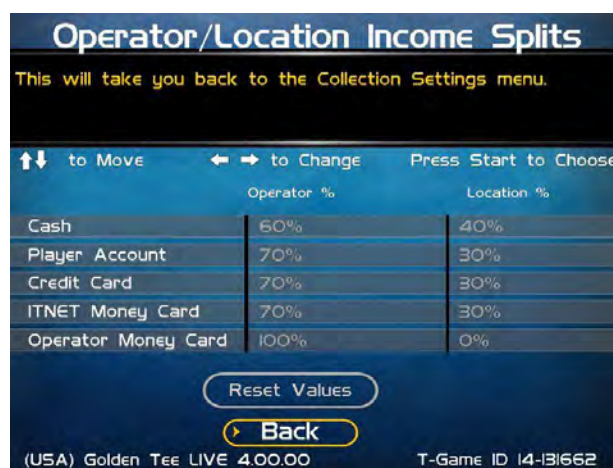 Operator/Location Income Splits
This will take you back to the Collection Settings menu.
to Move to Change Press Start to Choose
Operator % Location %
Cash 60% 40%
Player Account 70% 30%
Credit Card 70% 30%
ITNET Money Card 70% 30%
Operator Money Card 100% 0%
Reset Values
Back
(USA) Golden Tee LIVE 4.00.00 T-Game ID 14-131662